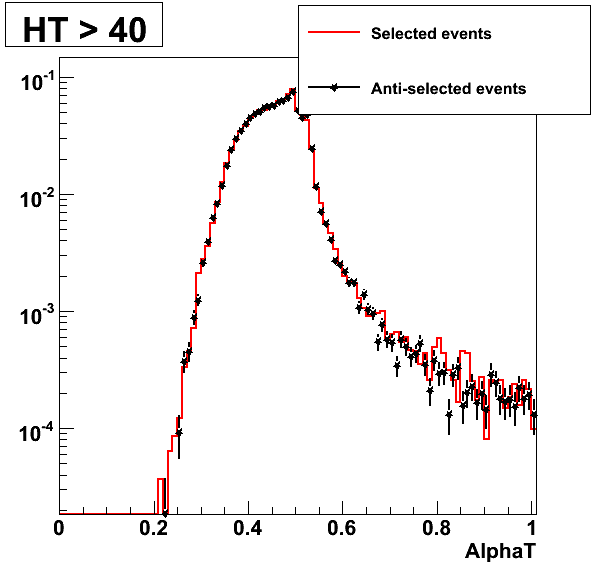 HT > 40
Selected events
Anti-selected events
10-1
10-2
10-3
10-4
0 0.2 0.4 0.6 0.8 1
AlphaT